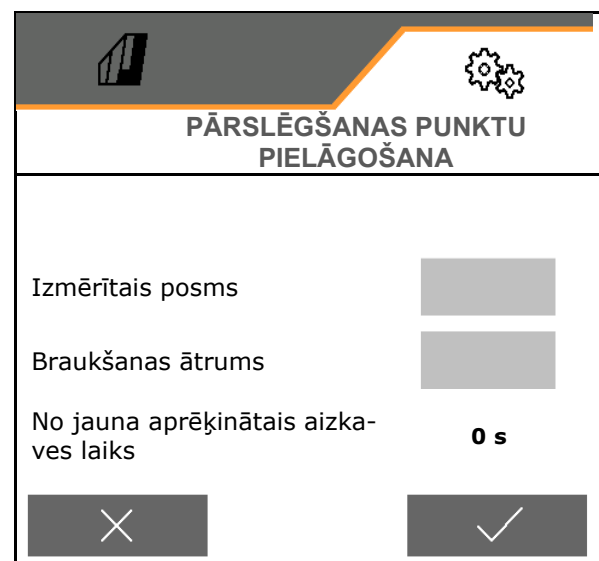 PĀRSLĒGŠANAS PUNKTU
PIELĀGOŠANA
Izmērītais posms
Braukšanas ātrums
No jauna aprēķinātais aizka-
ves laiks
0 s